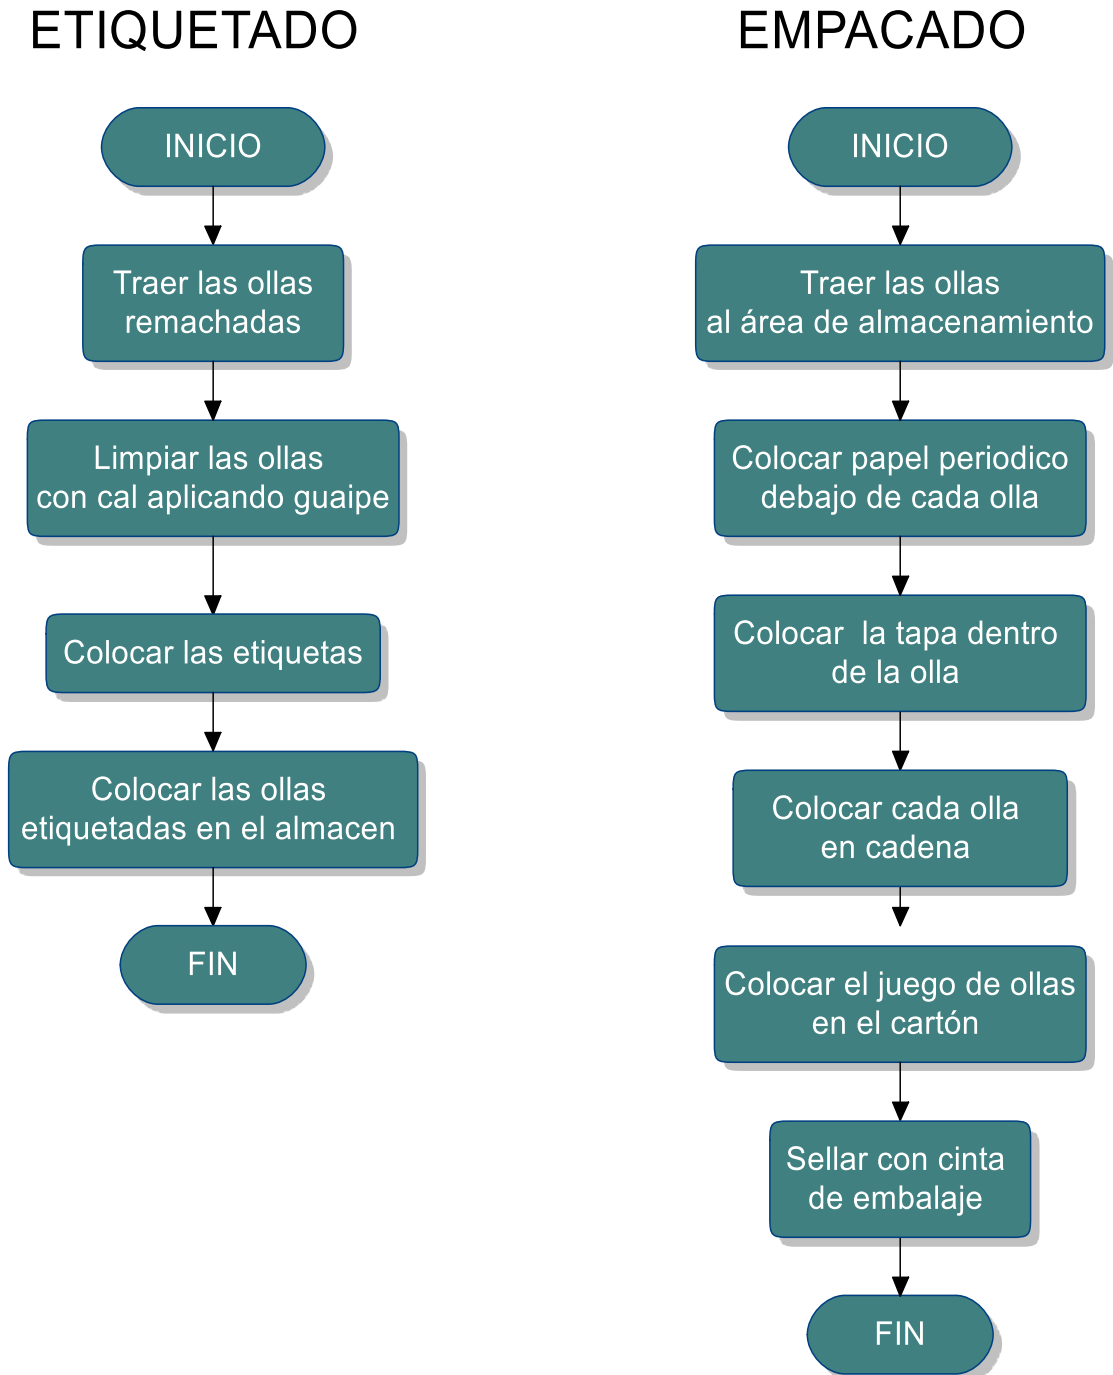 ETIQUETADO
INICIO
Traer las ollas
remachadas
Limpiar las ollas
con cal aplicando guaipe
Colocar las etiquetas
Colocar las ollas
etiquetadas en el almacen
FIN
EMPACADO
INICIO
Traer las ollas
al área de almacenamiento
Colocar papel periodico
debajo de cada olla
Colocar la tapa dentro
de la olla
Colocar cada olla
en cadena
Colocar el juego de ollas
en el cartón
Sellar con cinta
de embalaje
FIN